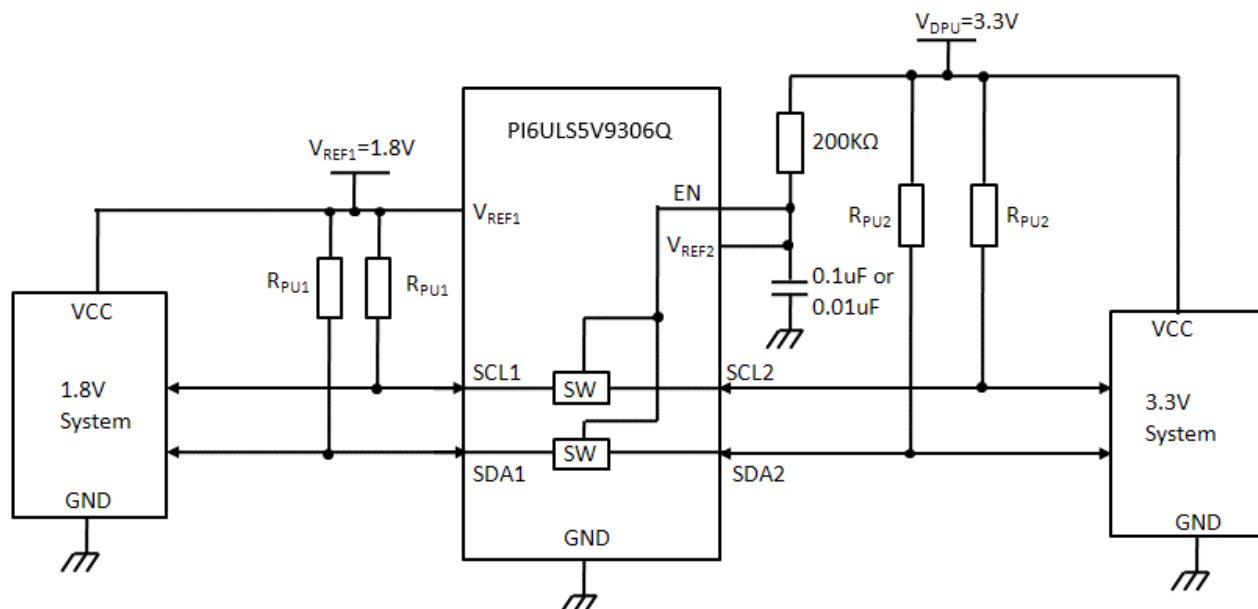 V_DPU=3.3V
PI6ULS5V9306Q
200KΩ
V_REF1=1.8V
EN
V_REF1
R_PU2
R_PU2
V_REF2
R_PU1
R_PU1
0.1uF or
0.01uF
VCC
VCC
SCL1
SW
SCL2
1.8V
System
3.3V
System
SW
SDA1
SDA2
GND
GND
GND